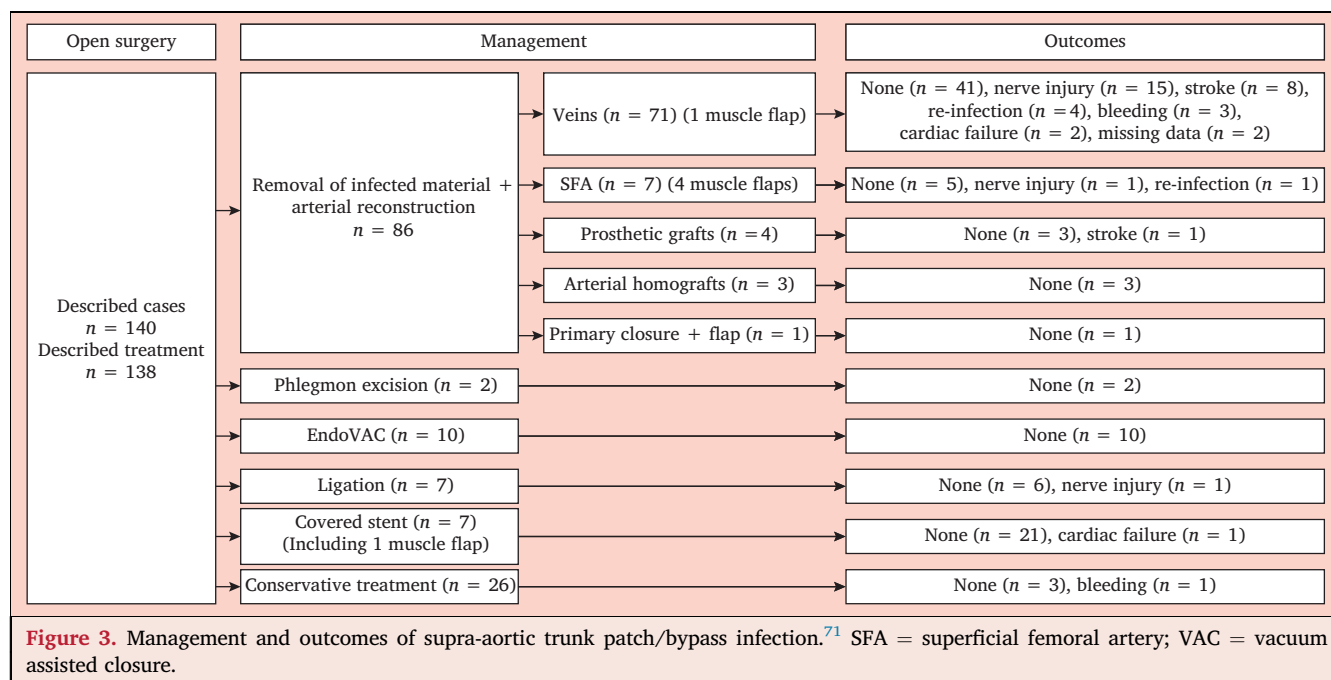 Open surgery
Management
Outcomes
Described cases
n = 140
Described treatment
n = 138
Removal of infected material +
arterial reconstruction
n = 86
Veins (n = 71) (1 muscle flap)
None (n = 41), nerve injury (n = 15), stroke (n = 8),
re-infection (n =4), bleeding (n = 3),
cardiac failure (n = 2), missing data (n = 2)
SFA (n = 7) (4 muscle flaps)
None (n = 5), nerve injury (n = 1), re-infection (n = 1)
Prosthetic grafts (n =4)
None (n = 3), stroke (n = 1)
Arterial homografts (n = 3)
None (n = 3)
Primary closure + flap (n = 1)
None (n = 1)
Phlegmon excision (n = 2)
None (n = 2)
EndoVAC (n = 10)
None (n = 10)
Ligation (n = 7)
None (n = 6), nerve injury (n = 1)
Covered stent (n = 7)
(Including 1 muscle flap)
None (n = 21), cardiac failure (n = 1)
Conservative treatment (n = 26)
None (n = 3), bleeding (n = 1)
Figure 3. Management and outcomes of supra-aortic trunk patch/bypass infection.71 SFA = superficial femoral artery; VAC = vacuum
assisted closure.